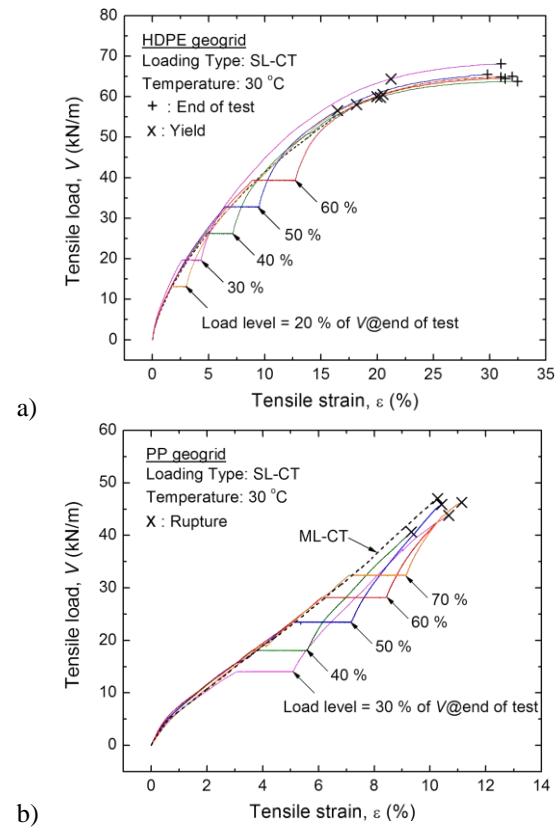 HDPE geogrid
Loading Type: SL-CT
Temperature: 30 °C
+ : End of test
× : Yield
60 %
50 %
40 %
30 %
Load level = 20 % of V@end of test
80
70
60
50
40
30
20
10
0
Tensile load, V (kN/m)
0 5 10 15 20 25 30 35
Tensile strain, ε (%)
a)
PP geogrid
Loading Type: SL-CT
Temperature: 30 °C
X : Rupture
ML-CT
70 %
60 %
50 %
40 %
Load level = 30 % of V@end of test
60
50
40
30
20
10
0
Tensile load, V (kN/m)
0 2 4 6 8 10 12 14
Tensile strain, ε (%)
b)